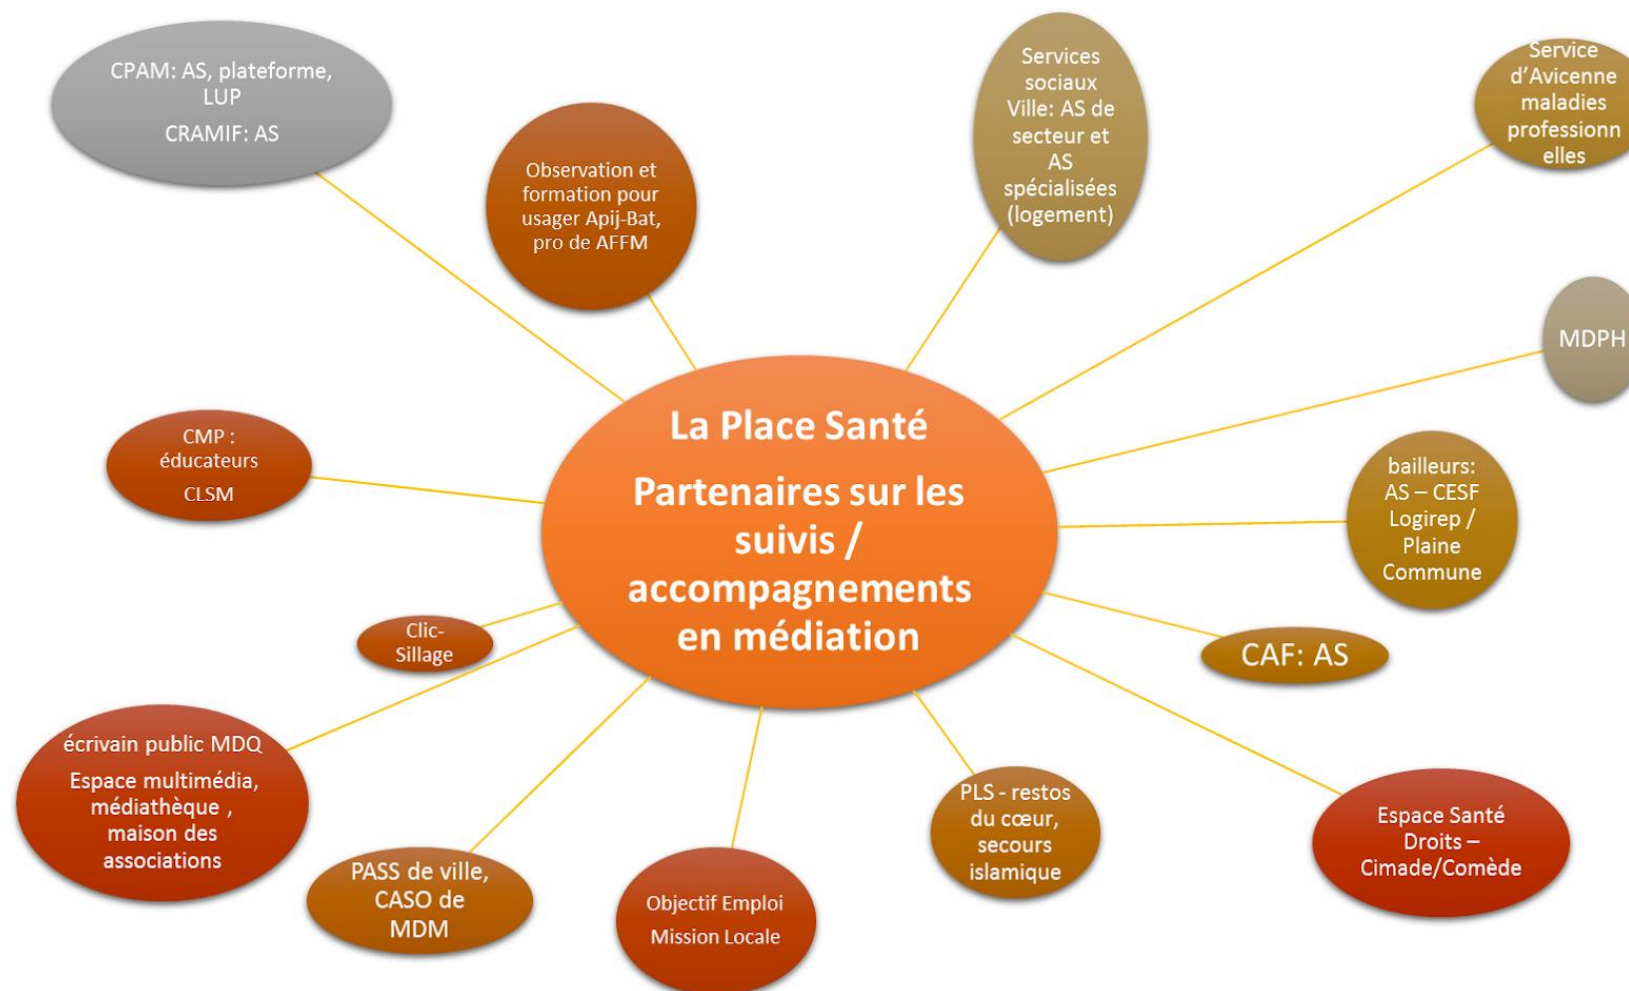 CPAM: AS, plateforme,
LUP
CRAMIF: AS
Observation et
formation pour
usager Apij-Bat,
pro de AFFM
Services
sociaux
Ville: AS de
secteur et
AS
spécialisées
(logement)
Service
d’Avicenne
maladies
professionn
elles
MDPH
La Place Santé
Partenaires sur les
suivis /
accompagnements
en médiation
CMP :
éducateurs
CLSM
bailleurs:
AS – CESF
Logirep /
Plaine
Commune
Clic-
Sillage
CAF: AS
écrivain public MDQ
Espace multimédia,
médiathèque ,
maison des
associations
PASS de ville,
CASO de
MDM
Objectif Emploi
Mission Locale
PLS - restos
du cœur,
secours
islamique
Espace Santé
Droits –
Cimade/Comède